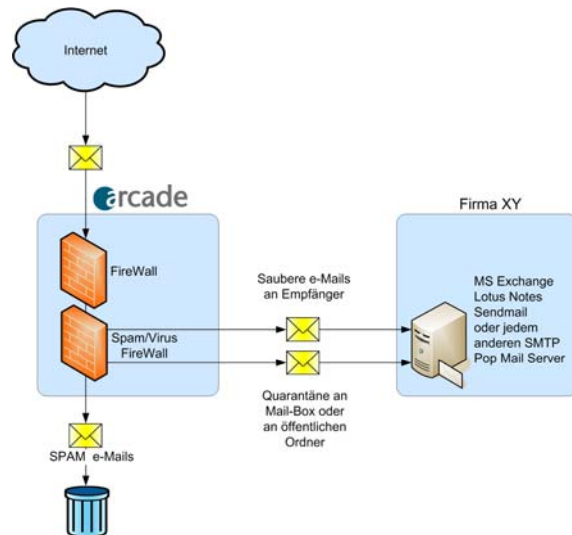 Internet
arcade
Firma XY
FireWall
Saubere e-Mails
an Empfänger
MS Exchange
Lotus Notes
Sendmail
oder jedem
anderen SMTP
Pop Mail Server
Spam/Virus
FireWall
Quarantäne an
Mail-Box oder
an öffentlichen
Ordner
SPAM e-Mails